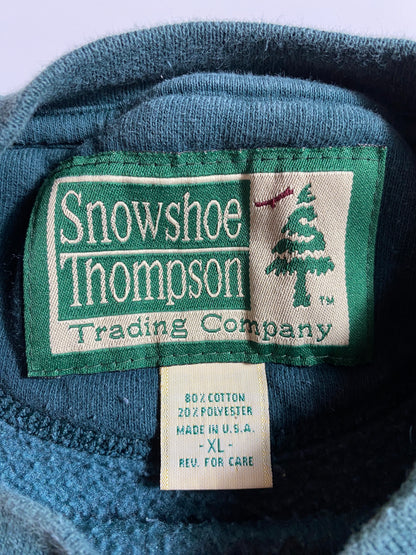 Snowshoe
Thompson
Trading Company
TM
80% COTTON
20% POLYESTER
MADE IN U.S.A.
- XL -
REV. FOR CARE